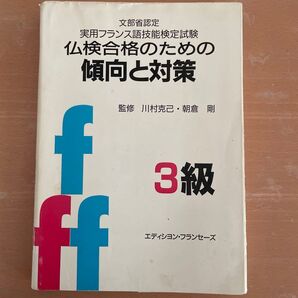 文部省認定
実用フランス語技能検定試験
仏検合格のための
傾向と対策
監修 川村克己・朝倉 剛
3級
fff
エディシヨン・フランセーズ